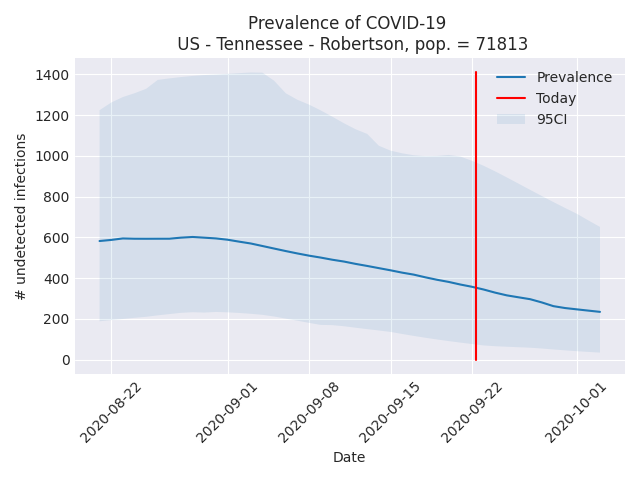 Prevalence of COVID-19
US - Tennessee - Robertson, pop. = 71813
# undetected infections
1400
1200
1000
800
600
400
200
0
Prevalence
Today
95CI
2020-08-22
2020-09-01
2020-09-08
2020-09-15
2020-09-22
2020-10-01
Date